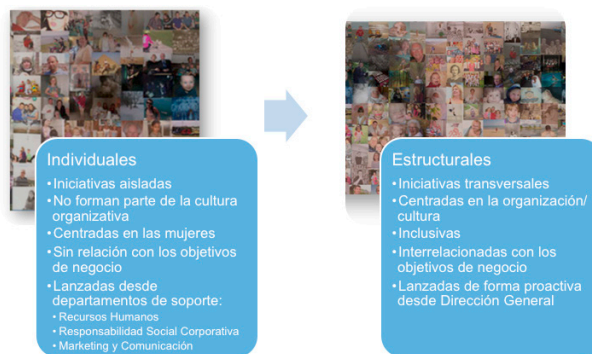 Individuales
•Iniciativas aisladas
•No forman parte de la cultura
organizativa
•Centradas en las mujeres
•Sin relación con los objetivos
de negocio
•Lanzadas desde
departamentos de soporte:
•Recursos Humanos
•Responsabilidad Social Corporativa
•Marketing y Comunicación
Estructurales
•Iniciativas transversales
•Centradas en la organización/
cultura
•Inclusivas
•Interrelacionadas con los
objetivos de negocio
•Lanzadas de forma proactiva
desde Dirección General